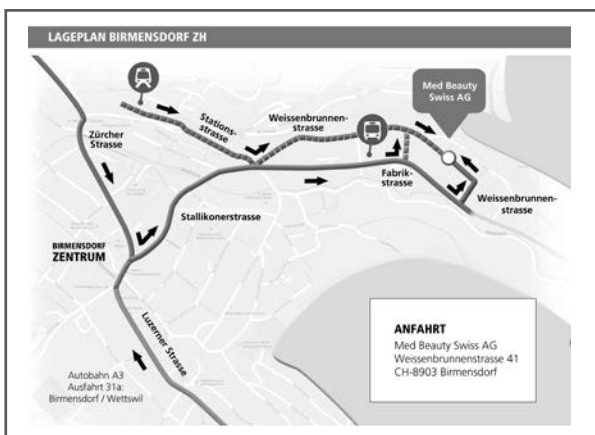 LAGEPLAN BIRMENSDORF ZH
Med Beauty
Swiss AG
Stations-
strasse
Weissenbrunnen-
strasse
Zürcher
Strasse
Fabrik-
strasse
Weissenbrunnen-
strasse
Stallikonerstrasse
BIRMENSDORF
ZENTRUM
Luzerner Strasse
Autobahn A3
Ausfahrt 31a:
Birmensdorf / Wettswil
ANFAHRT
Med Beauty Swiss AG
Weissenbrunnenstrasse 41
CH-8903 Birmensdorf